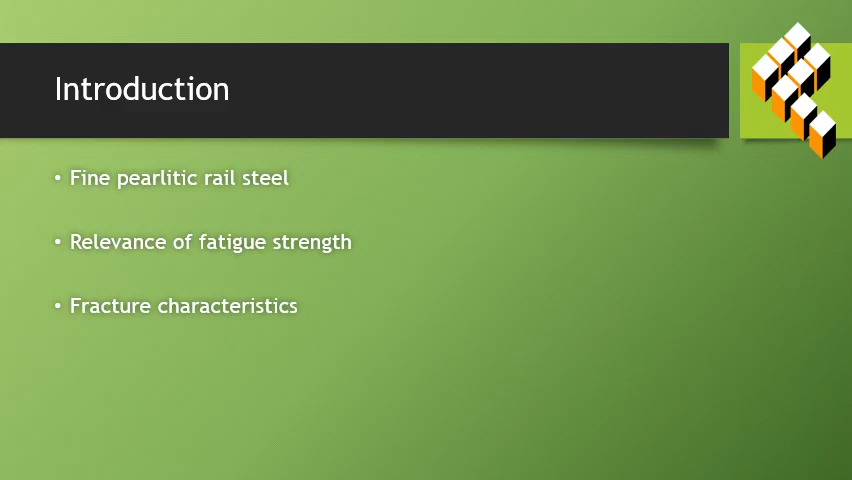 Introduction
• Fine pearlitic rail steel
• Relevance of fatigue strength
• Fracture characteristics